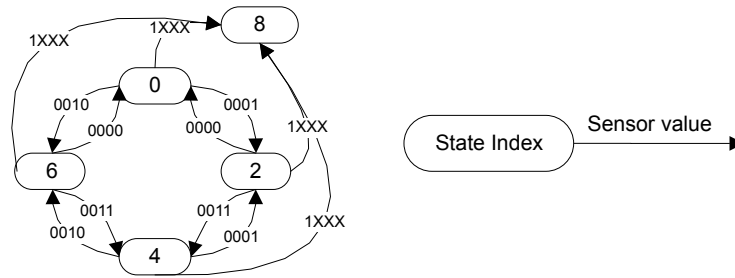 8
1XXX
1XXX
0
0010
0001
0000
0000
1XXX
State Index
Sensor value
6
2
0011
0011
0010
0001
1XXX
4